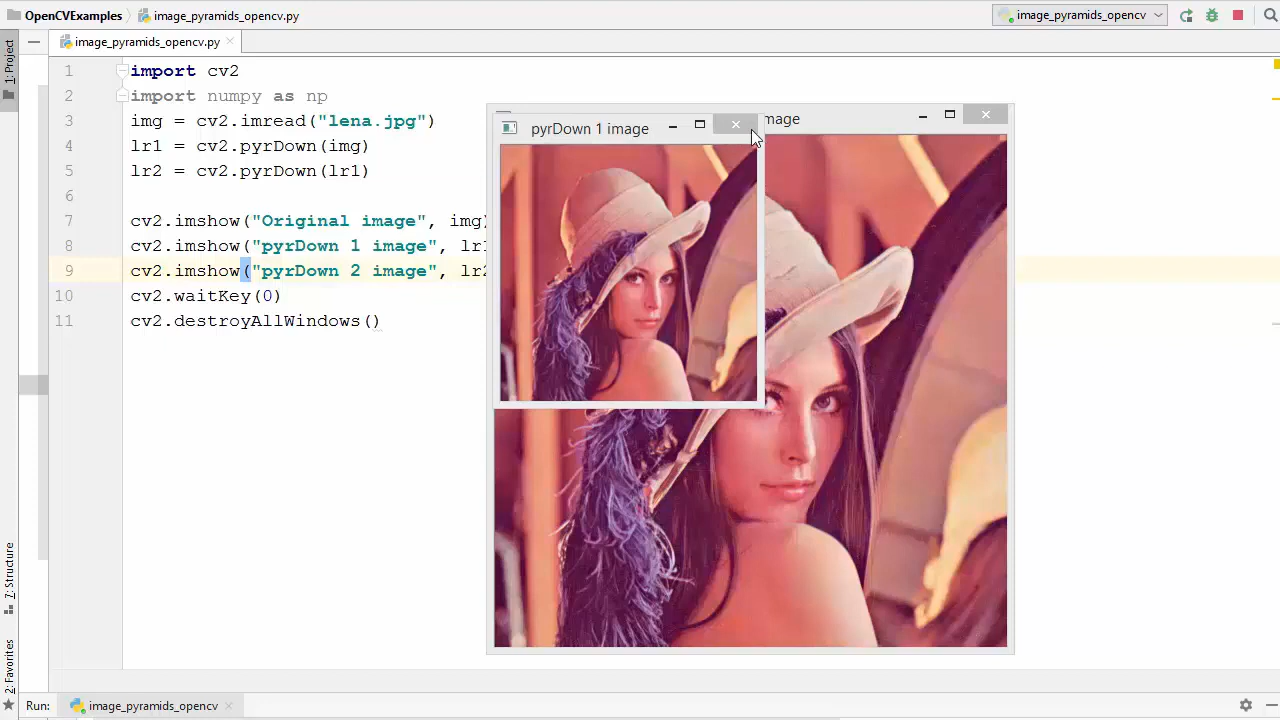 OpenCVExamples image_pyramids_opencv.py image_pyramids_opencv
image_pyramids_opencv.py
1: Project
1 import cv2
2 import numpy as np
3 img = cv2.imread("lena.jpg")
4 lr1 = cv2.pyrDown(img)
5 lr2 = cv2.pyrDown(lr1)
6
7 cv2.imshow("Original image", img)
8 cv2.imshow("pyrDown 1 image", lr1
9 cv2.imshow("pyrDown 2 image", lr2
10 cv2.waitKey(0)
11 cv2.destroyAllWindows()
pyrDown 1 image
mage
7: Structure
2: Favorites
Run: image_pyramids_opencv